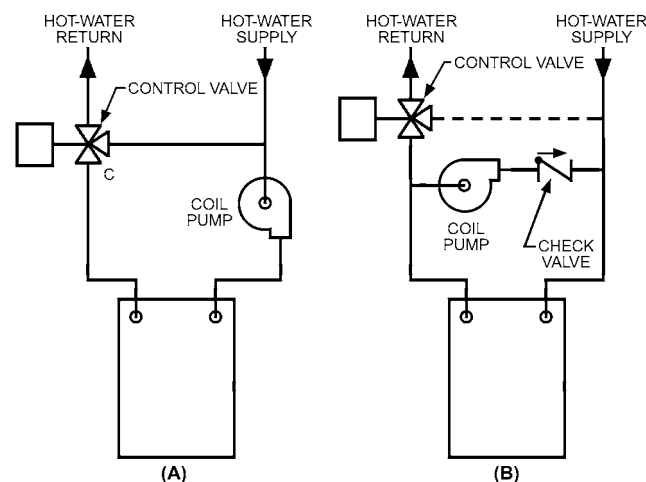 HOT-WATER
RETURN
HOT-WATER
SUPPLY
CONTROL VALVE
C
COIL
PUMP
(A)
HOT-WATER
RETURN
HOT-WATER
SUPPLY
CONTROL VALVE
COIL
PUMP
CHECK
VALVE
(B)